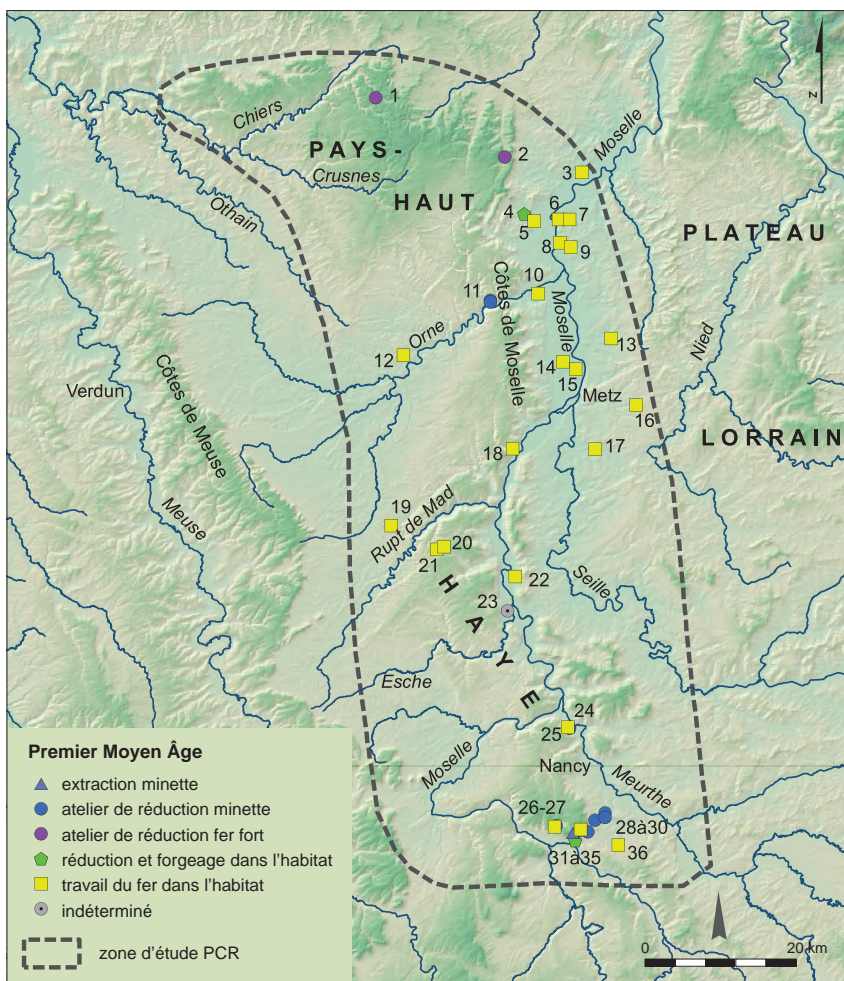 1
Chiers
PAYS-
Crusnes
HAUT
2
3
Moselle
Othain
4
5
6
7
8
9
PLATEAU
10
11
Côtes de Moselle
Moselle
Nied
12
Orne
13
14
15
Metz
16
Verdun
Côtes de Meuse
Meuse
LORRAIN
17
18
19
Rupt de Mad
20
21
22
Seille
23
HAYE
Esche
24
25
Moselle
Nancy
Meurthe
26-27
28à30
31à35
36
Premier Moyen Âge
extraction minette
atelier de réduction minette
atelier de réduction fer fort
réduction et forgeage dans l'habitat
travail du fer dans l'habitat
indéterminé
zone d'étude PCR
z
0
20 km